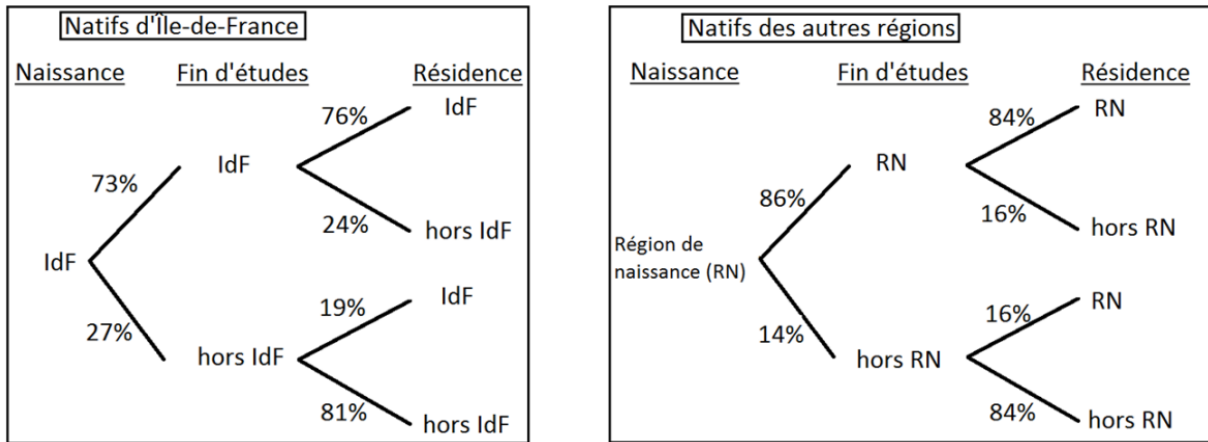 Natifs d'Île-de-France
Naissance Fin d'études Résidence
IdF
73%
27%
IdF
hors IdF
76%
24%
19%
81%
IdF
hors IdF
IdF
hors IdF
Natifs des autres régions
Naissance Fin d'études Résidence
Région de
naissance (RN)
86%
14%
RN
hors RN
84%
16%
16%
84%
RN
hors RN
RN
hors RN